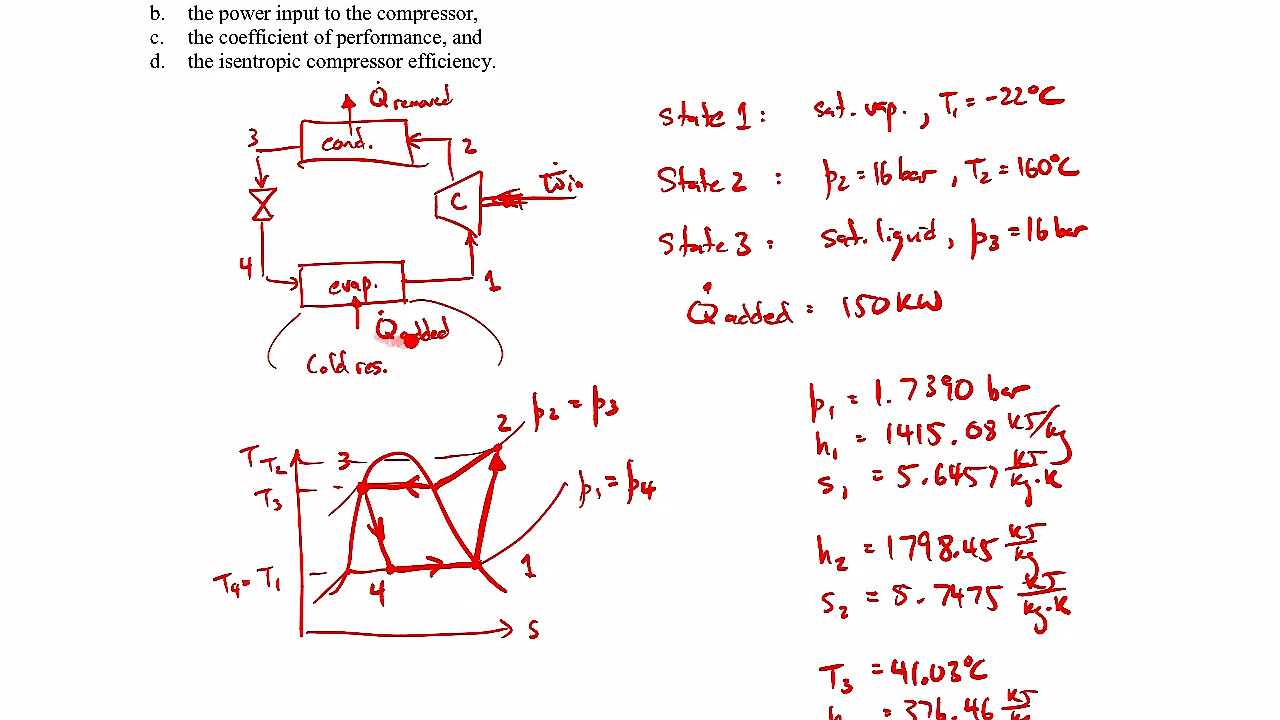 b. the power input to the compressor,
c. the coefficient of performance, and
d. the isentropic compressor efficiency.
Q̇ removed
3
cond.
2
C
Ẇin
4
evap.
1
Q̇ added
Cold res.
State 1: sat. vap., T₁ = -22°C
State 2: p₂ = 16 bar, T₂ = 160°C
State 3: sat. liquid, p₃ = 16 bar
Q̇ added = 150 kW
p₁ = 1.7390 bar
h₁ = 1415.08 kJ/kg
s₁ = 5.6457 kJ/kg·K
h₂ = 1798.45 kJ/kg
s₂ = 5.7475 kJ/kg·K
T₃ = 41.03°C
= 376.46 kJ
T
T₂
3
2
p₂ = p₃
T₃
p₁ = p₄
T₄ = T₁
4
1
s